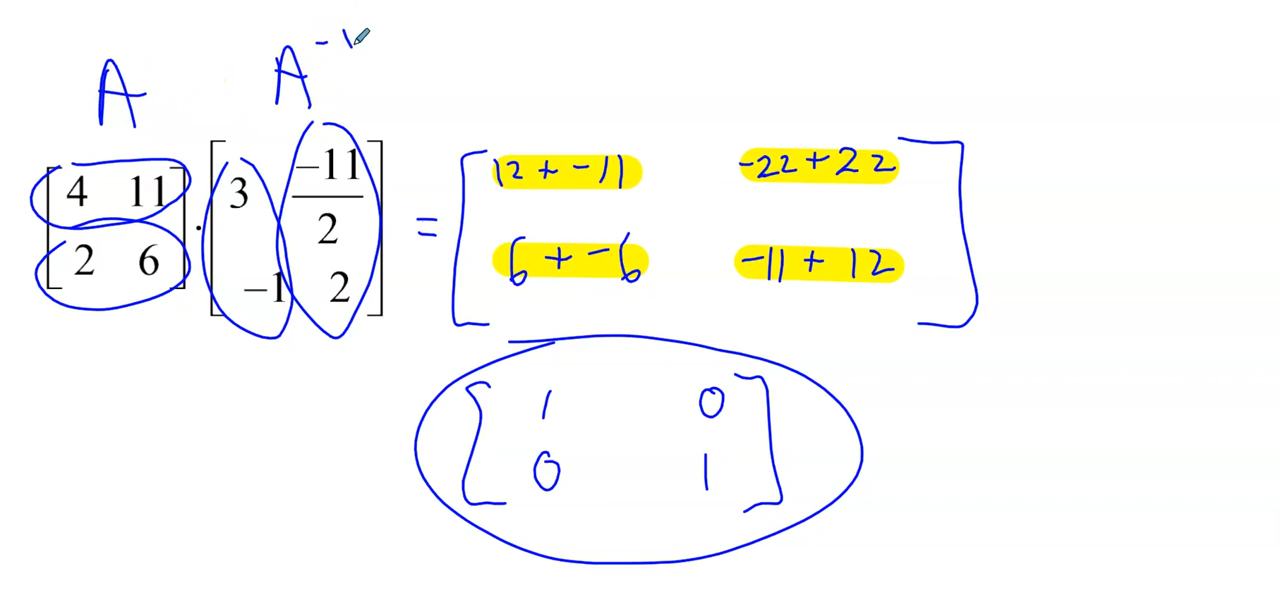 A A⁻¹
[4 11] · [3 -11/2] = [12 + -11 -22 + 22]
[2 6] [-1 2] [6 + -6 -11 + 12]
[1 0]
[0 1]